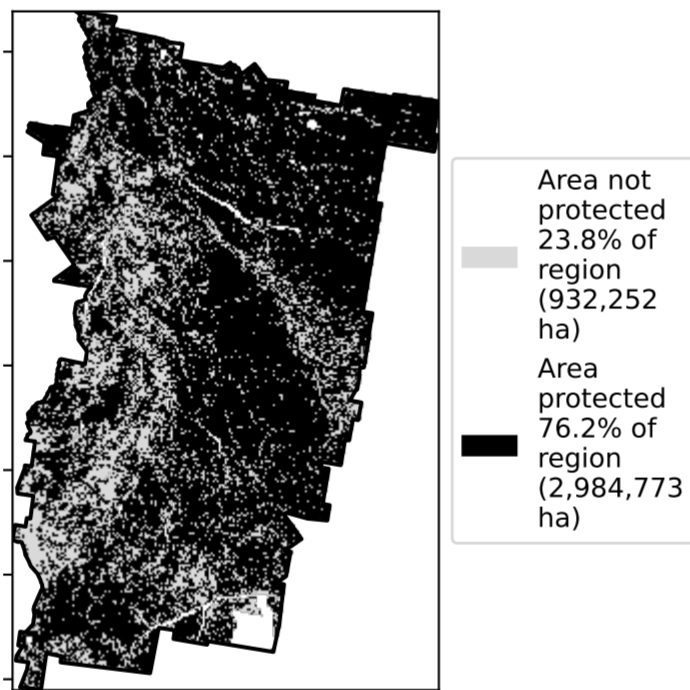 Area not
protected
23.8% of
region
(932,252
ha)
Area
protected
76.2% of
region
(2,984,773
ha)